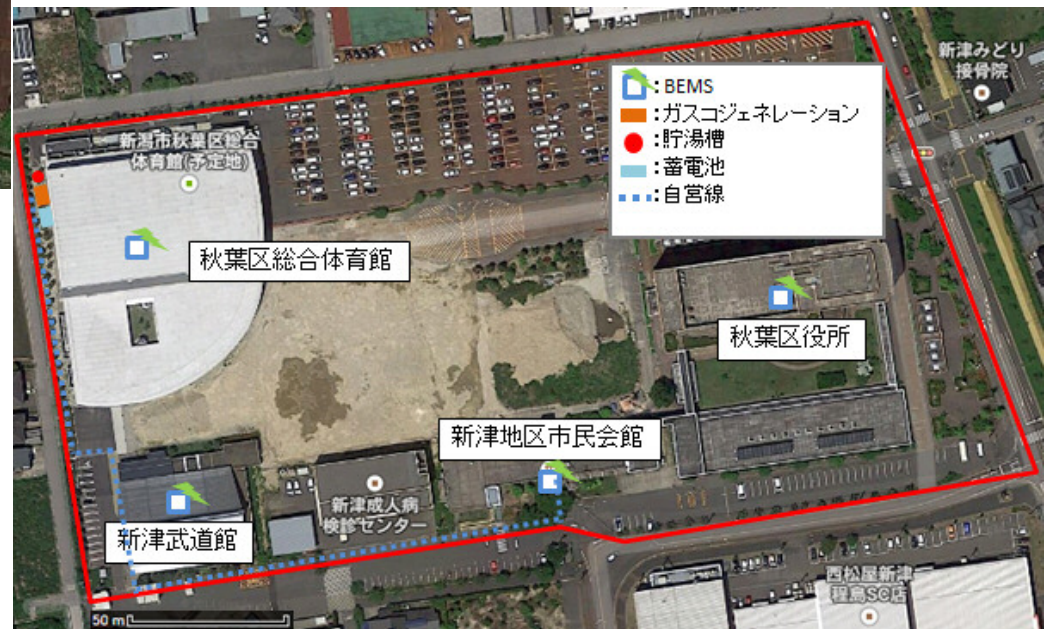 新津みどり
接骨院
: BEMS
:ガスコジェネレーション
:貯湯槽
:蓄電池
:自営線
新潟市秋葉区総合
体育館(予定地)
秋葉区総合体育館
秋葉区役所
新津地区市民会館
新津成人病
検診センター
新津武道館
西松屋新津
程島SC店
50 m